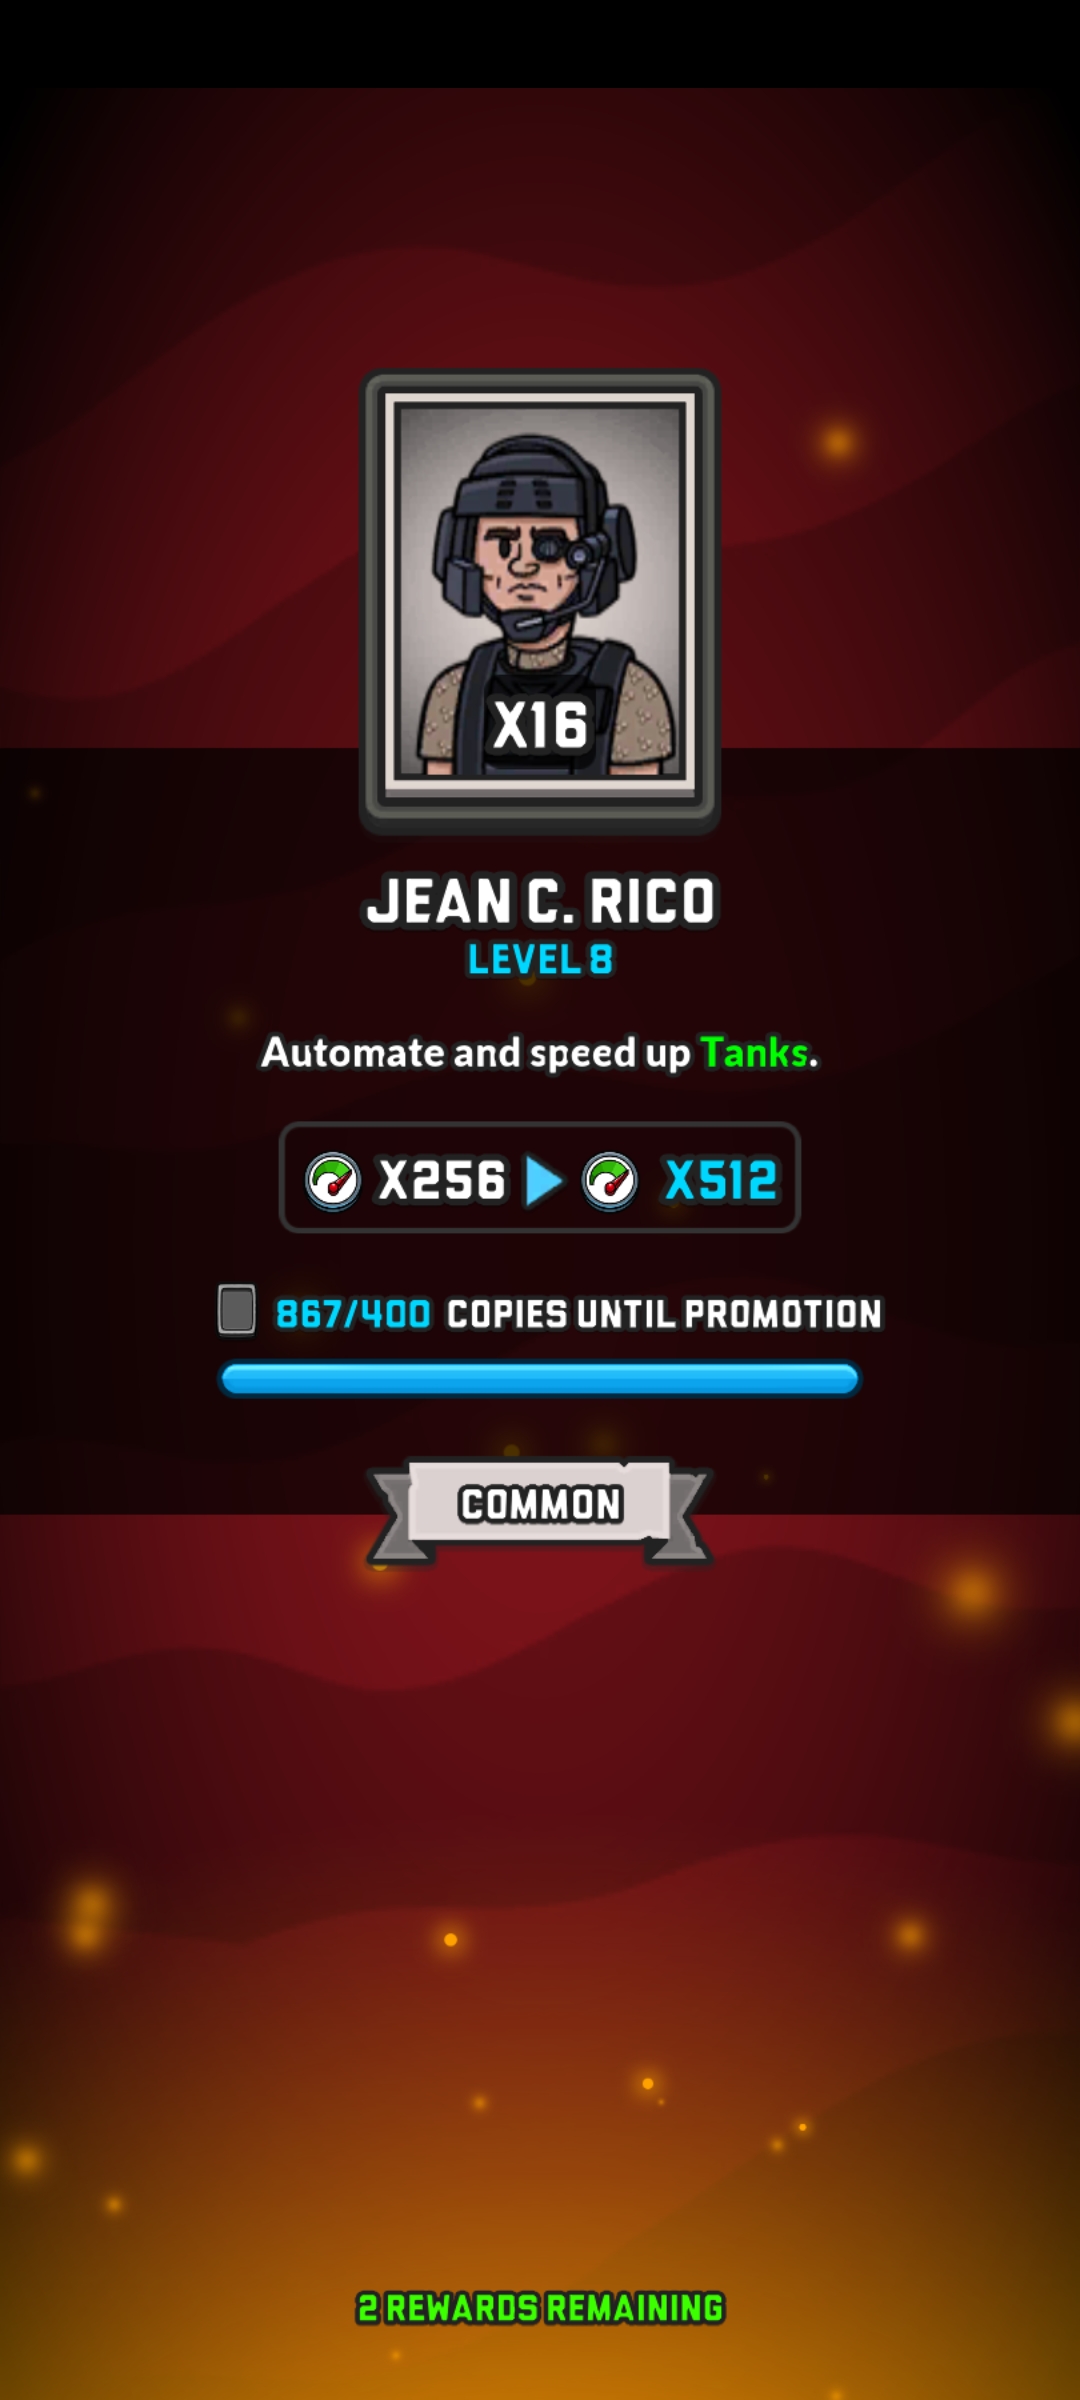 X16
JEAN C. RICO
LEVEL 8
Automate and speed up Tanks.
X256 X512
867/400 COPIES UNTIL PROMOTION
COMMON
2 REWARDS REMAINING